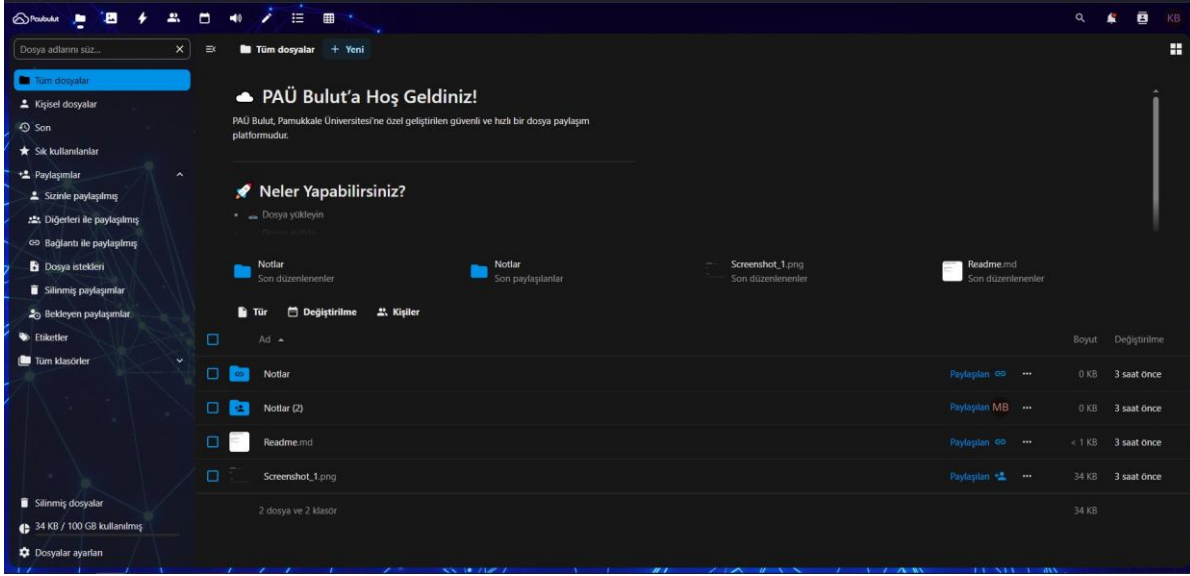 Paubulut
KB
Dosya adlarını süz...
Tüm dosyalar
Kişisel dosyalar
Son
Sık kullanılanlar
Paylaşımlar
Sizinle paylaşılmış
Diğerleri ile paylaşılmış
Bağlantı ile paylaşılmış
Dosya istekleri
Silinmiş paylaşımlar
Bekleyen paylaşımlar
Etiketler
Tüm klasörler
Silinmiş dosyalar
34 KB / 100 GB kullanılmış
Dosyalar ayarları
Tüm dosyalar + Yeni
PAÜ Bulut'a Hoş Geldiniz!
PAÜ Bulut, Pamukkale Üniversitesi'ne özel geliştirilen güvenli ve hızlı bir dosya paylaşım
platformudur.
Neler Yapabilirsiniz?
• Dosya yükleyin
Notlar
Son düzenlenenler
Notlar
Son paylaşılanlar
Screenshot_1.png
Son düzenlenenler
Readme.md
Son düzenlenenler
Tür Değiştirilme Kişiler
Ad Boyut Değiştirilme
Notlar Paylaşılan 0 KB 3 saat önce
Notlar (2) Paylaşılan MB 0 KB 3 saat önce
Readme.md Paylaşılan < 1 KB 3 saat önce
Screenshot_1.png Paylaşılan 34 KB 3 saat önce
2 dosya ve 2 klasör 34 KB